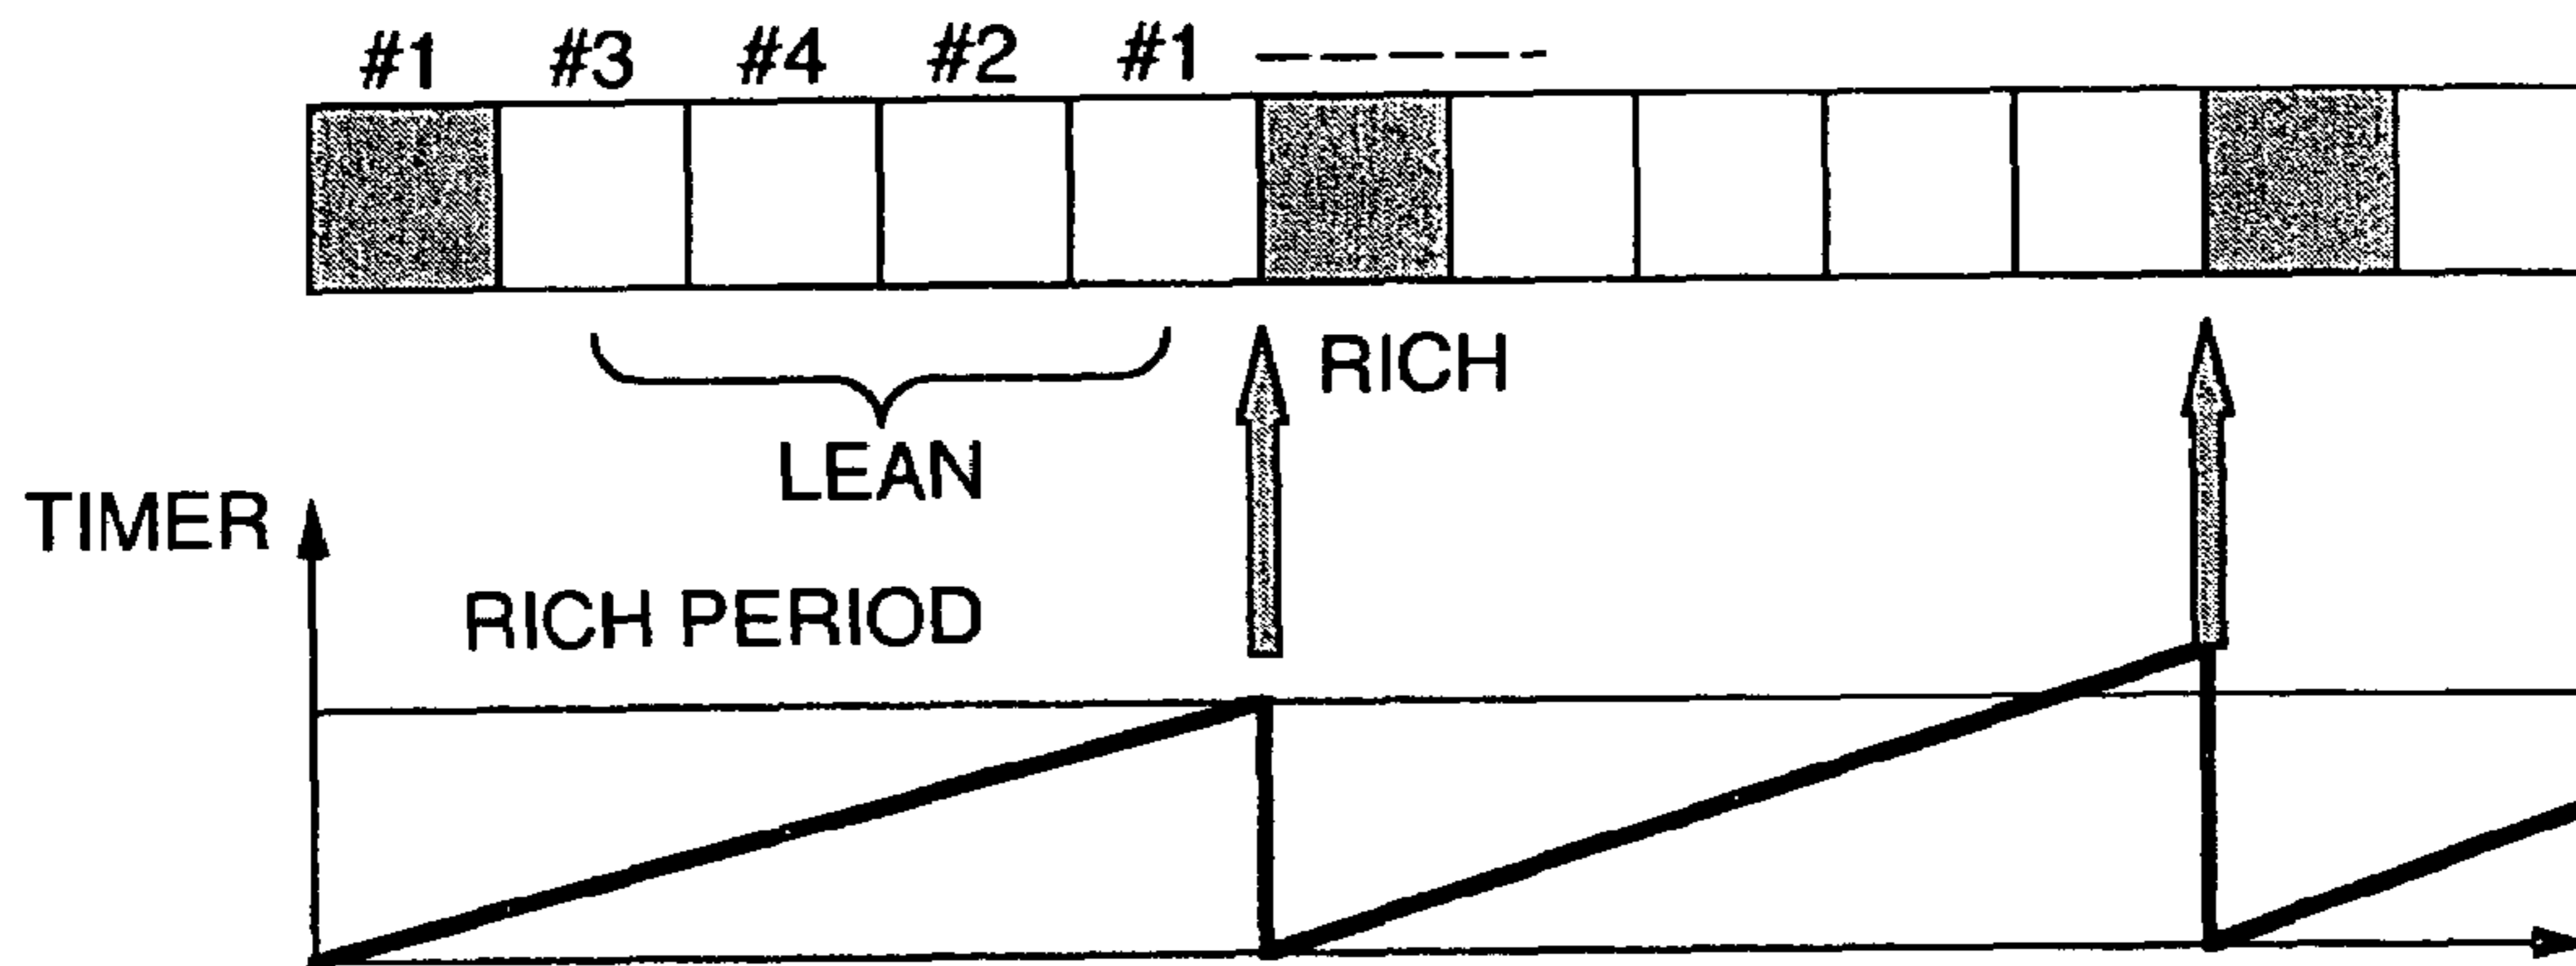 #1 #3 #4 #2 #1 -----
RICH
LEAN
TIMER
RICH PERIOD